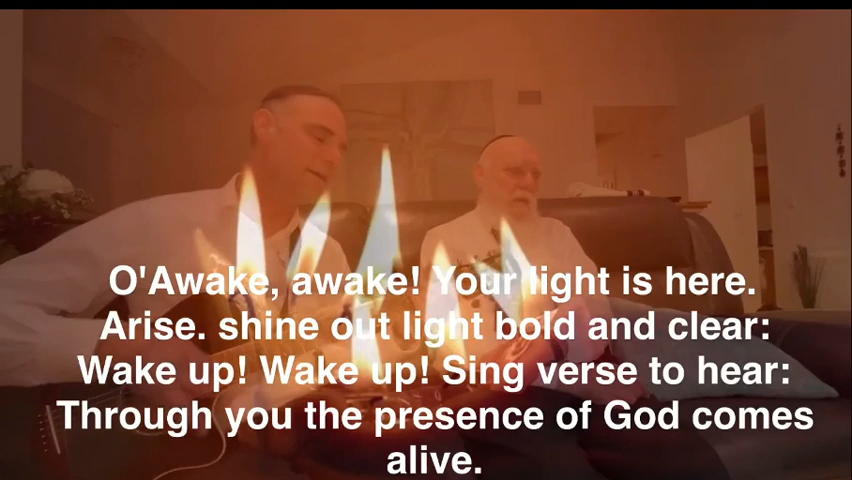 O'Awake, awake! Your light is here.
Arise. shine out light bold and clear:
Wake up! Wake up! Sing verse to hear:
Through you the presence of God comes
alive.